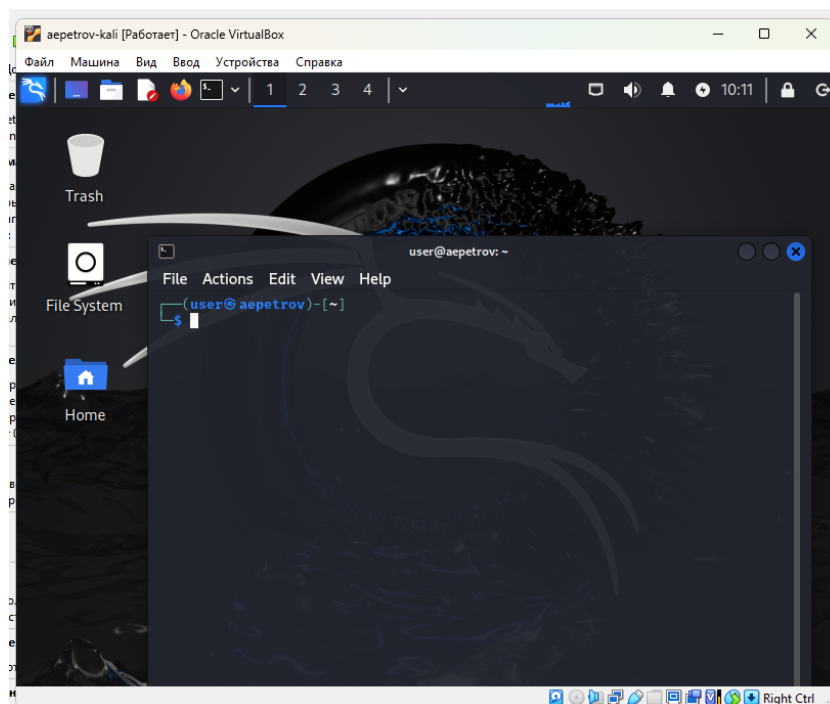 aepetrov-kali [Работает] - Oracle VirtualBox
Файл Машина Вид Ввод Устройства Справка
1 2 3 4 10:11
Trash
user@aepetrov: ~
File Actions Edit View Help
┌──(user㉿aepetrov)-[~]
└─$
File System
Home
Right Ctrl